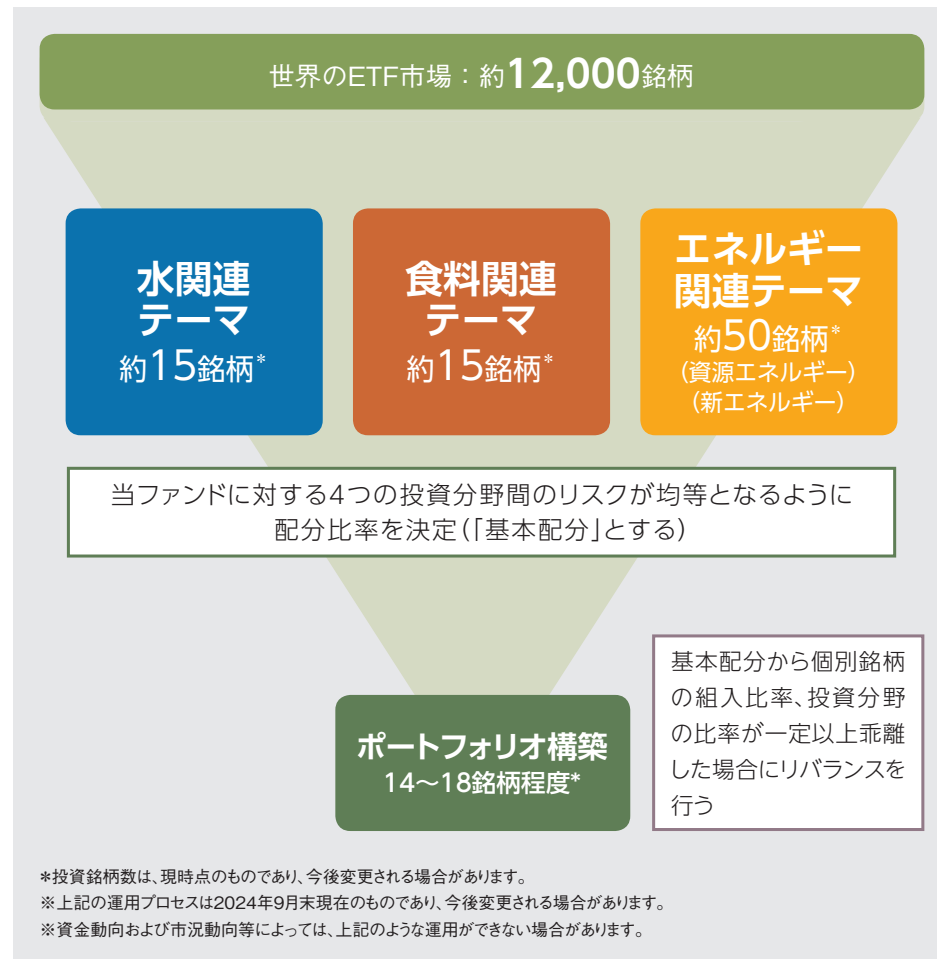 世界のETF市場：約12,000銘柄
水関連
テーマ
約15銘柄*
食料関連
テーマ
約15銘柄*
エネルギー
関連テーマ
約50銘柄*
(資源エネルギー)
(新エネルギー)
当ファンドに対する4つの投資分野間のリスクが均等となるように
配分比率を決定(「基本配分」とする)
ポートフォリオ構築
14～18銘柄程度*
基本配分から個別銘柄
の組入比率、投資分野
の比率が一定以上乖離
した場合にリバランスを
行う
*投資銘柄数は、現時点のものであり、今後変更される場合があります。
※上記の運用プロセスは2024年9月末現在のものであり、今後変更される場合があります。
※資金動向および市況動向等によっては、上記のような運用ができない場合があります。